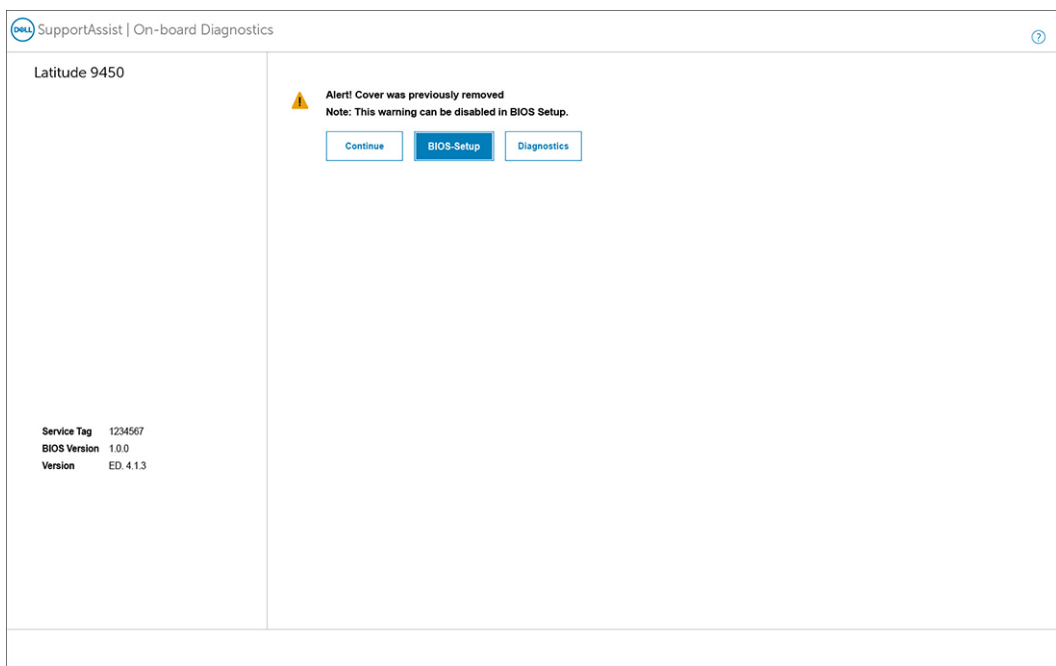 DELL SupportAssist | On-board Diagnostics
?
Latitude 9450
Alert! Cover was previously removed
Note: This warning can be disabled in BIOS Setup.
Continue BIOS-Setup Diagnostics
Service Tag 1234567
BIOS Version 1.0.0
Version ED. 4.1.3